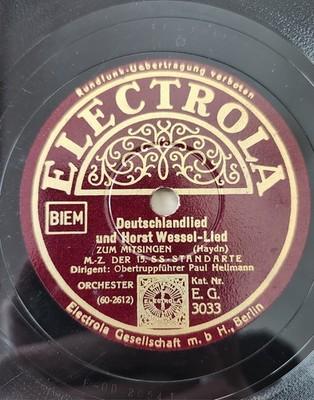 Rundfunk-Uebertragung verboten
ELECTROLA
BIEM
Deutschlandlied
und Horst Wessel-Lied
ZUM MITSINGEN (Haydn)
M.-Z. DER 15. SS-STANDARTE
Dirigent: Obertruppführer Paul Hellmann
ORCHESTER
(60-2612)
ELECTROLA
Kat. Nr.
E. G.
3033
Electrola Gesellschaft m. b H., Berlin